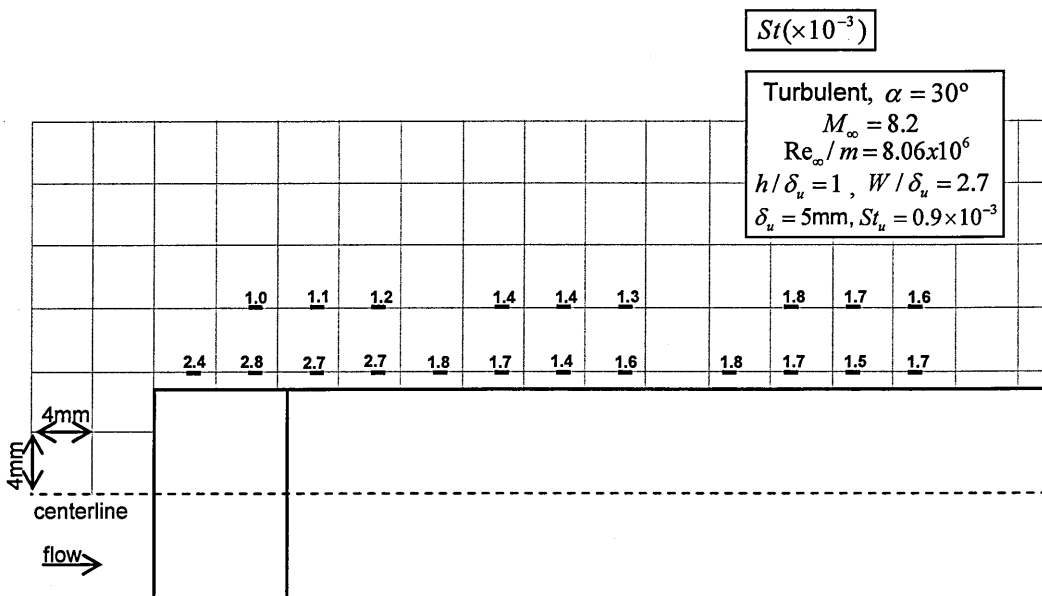 St(×10⁻³)
Turbulent, α = 30°
M∞ = 8.2
Re∞/m = 8.06x10⁶
h/δᵤ = 1 , W/δᵤ = 2.7
δᵤ = 5mm, Stᵤ = 0.9×10⁻³
1.0 1.1 1.2 1.4 1.4 1.3 1.8 1.7 1.6
2.4 2.8 2.7 2.7 1.8 1.7 1.4 1.6 1.8 1.7 1.5 1.7
4mm
4mm
centerline
flow